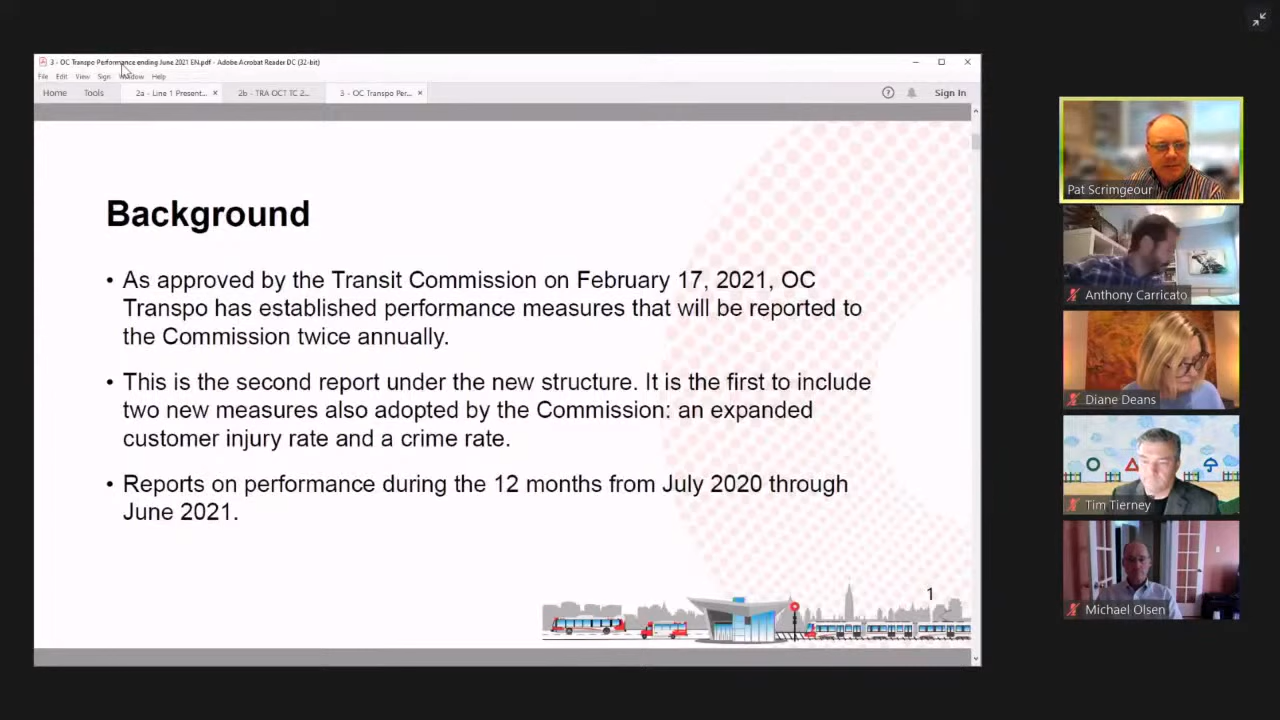 3 - OC Transpo Performance ending June 2021 EN.pdf - Adobe Acrobat Reader DC (32-bit)
File Edit View Sign Window Help
Home Tools 2a - Line 1 Present... 2b - TRA OCT TC 2... 3 - OC Transpo Per... Sign In
Background
• As approved by the Transit Commission on February 17, 2021, OC
Transpo has established performance measures that will be reported to
the Commission twice annually.
• This is the second report under the new structure. It is the first to include
two new measures also adopted by the Commission: an expanded
customer injury rate and a crime rate.
• Reports on performance during the 12 months from July 2020 through
June 2021.
1
Pat Scrimgeour
Anthony Carricato
Diane Deans
Tim Tierney
Michael Olsen